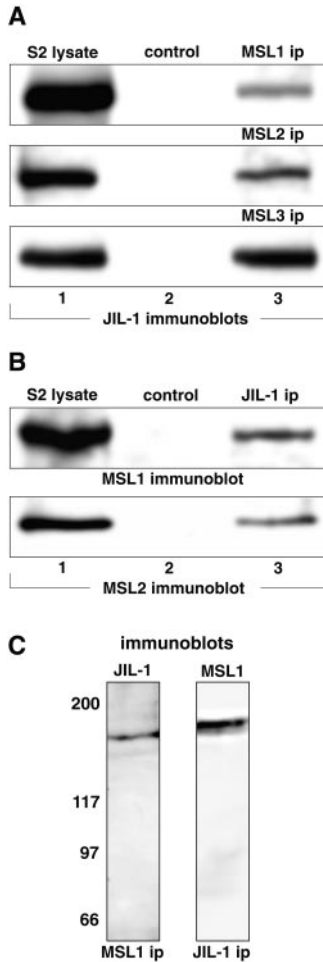 A
S2 lysate control MSL1 ip
MSL2 ip
MSL3 ip
1 2 3
JIL-1 immunoblots
B
S2 lysate control JIL-1 ip
MSL1 immunoblot
1 2 3
MSL2 immunoblot
C
immunoblots
JIL-1 MSL1
200
117
97
66
MSL1 ip JIL-1 ip